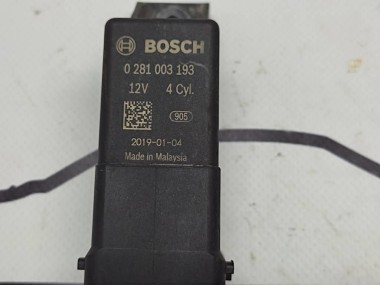 BOSCH
0 281 003 193
12V 4 Cyl.
905
2019-01-04
Made in Malaysia